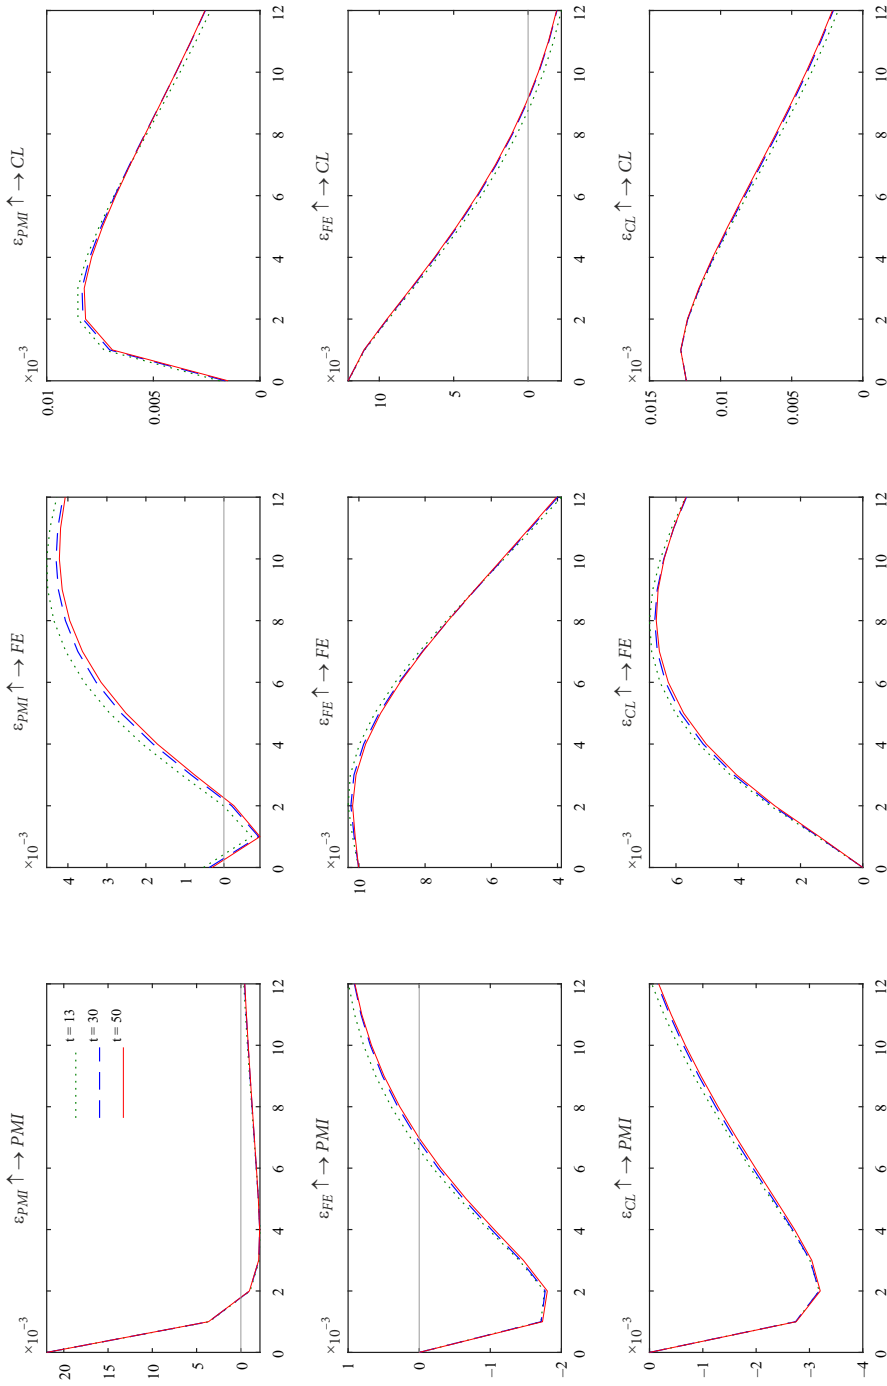 ε_PMI ↑ → PMI
×10⁻³
20
15
10
5
0
0 2 4 6 8 10 12
t = 13
t = 30
t = 50
ε_PMI ↑ → FE
×10⁻³
4
3
2
1
0
0 2 4 6 8 10 12
ε_PMI ↑ → CL
×10⁻³
0.01
0.005
0
0 2 4 6 8 10 12
ε_FE ↑ → PMI
×10⁻³
1
0
−1
−2
0 2 4 6 8 10 12
ε_FE ↑ → FE
×10⁻³
10
8
6
4
0 2 4 6 8 10 12
ε_FE ↑ → CL
×10⁻³
10
5
0
0 2 4 6 8 10 12
ε_CL ↑ → PMI
×10⁻³
0
−1
−2
−3
−4
0 2 4 6 8 10 12
ε_CL ↑ → FE
×10⁻³
6
4
2
0
0 2 4 6 8 10 12
ε_CL ↑ → CL
×10⁻³
0.015
0.01
0.005
0
0 2 4 6 8 10 12